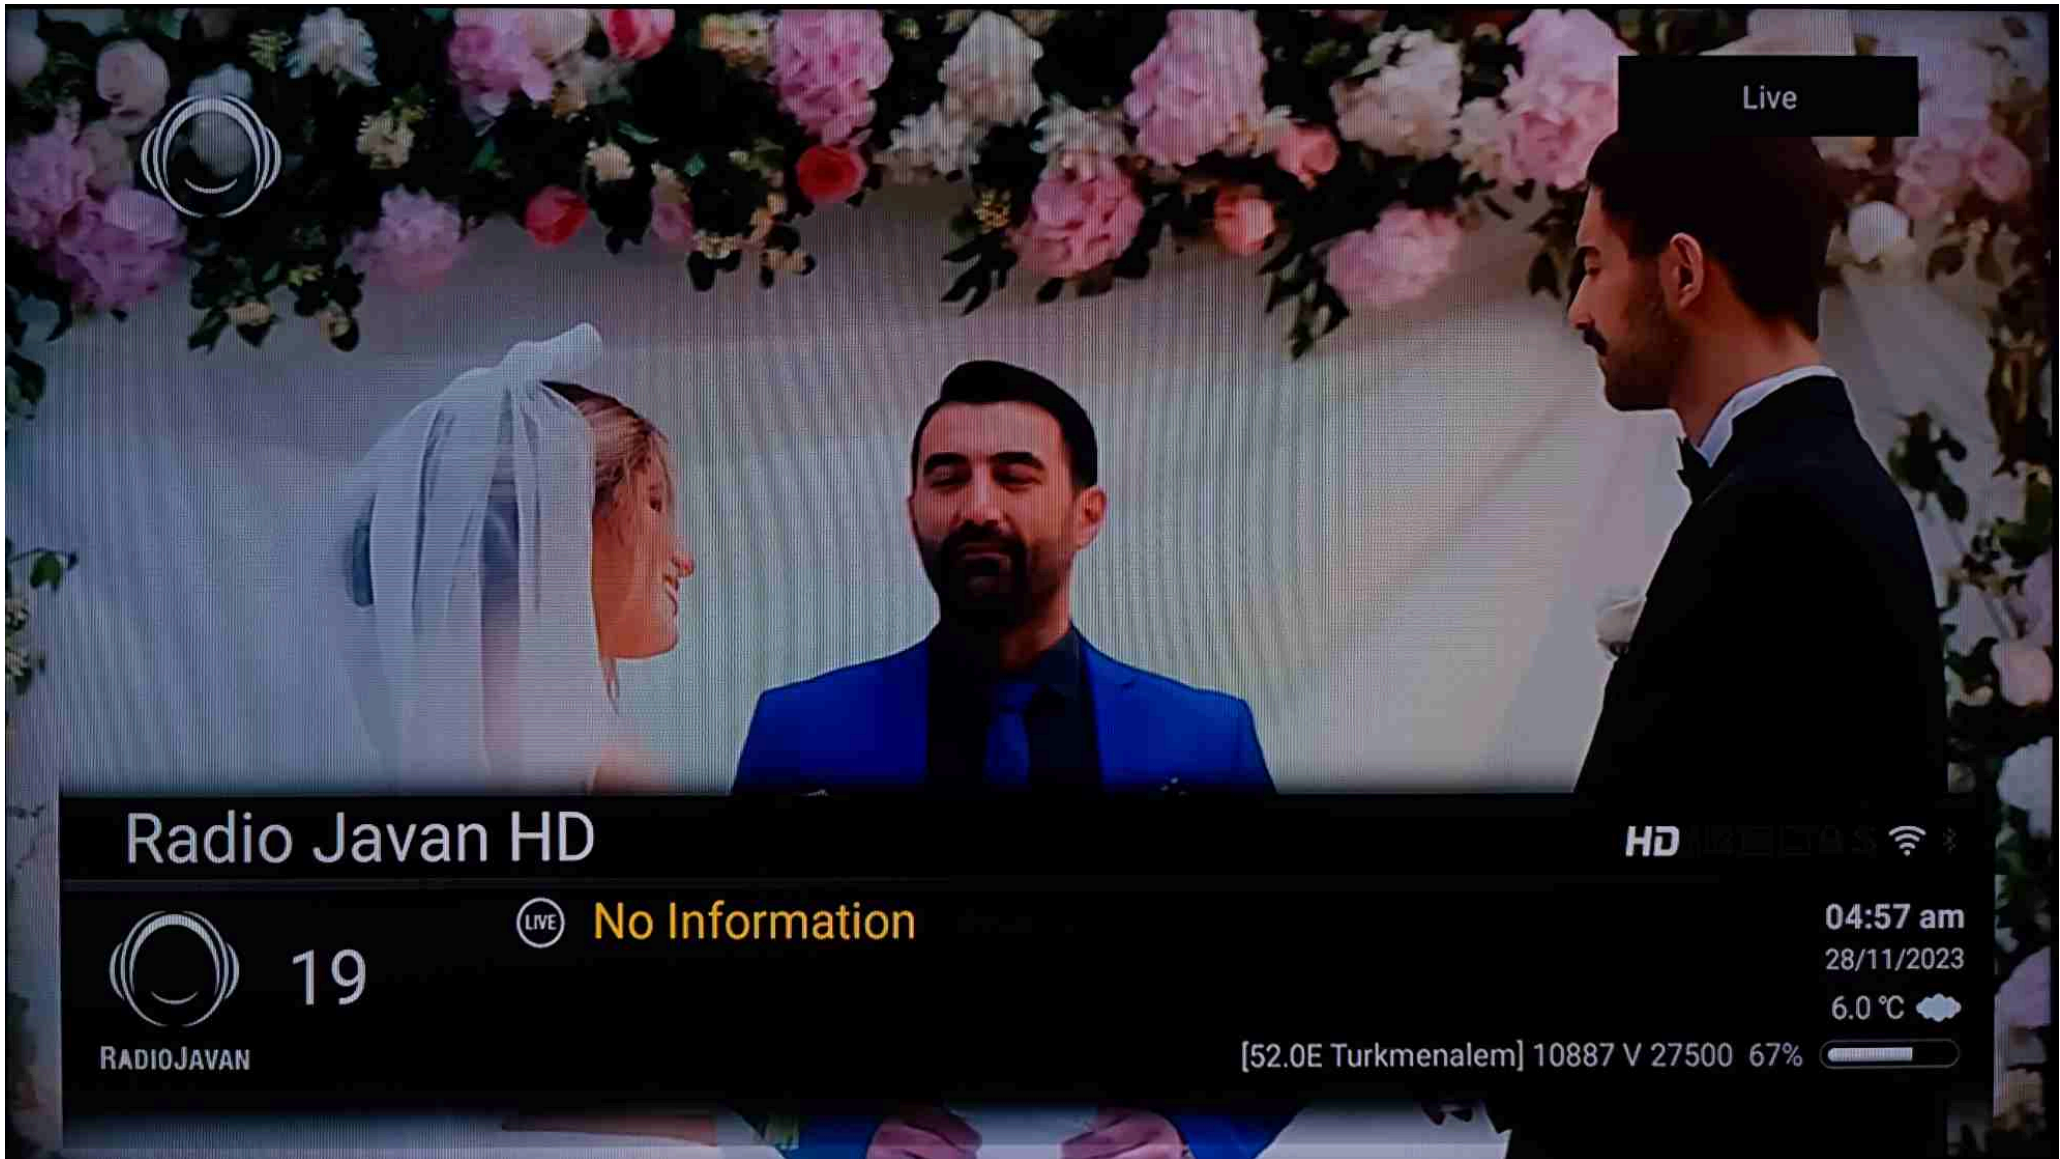 Live
Radio Javan HD
HD
LIVE No Information
19
RADIOJAVAN
04:57 am
28/11/2023
6.0 °C
[52.0E Turkmenalem] 10887 V 27500 67%